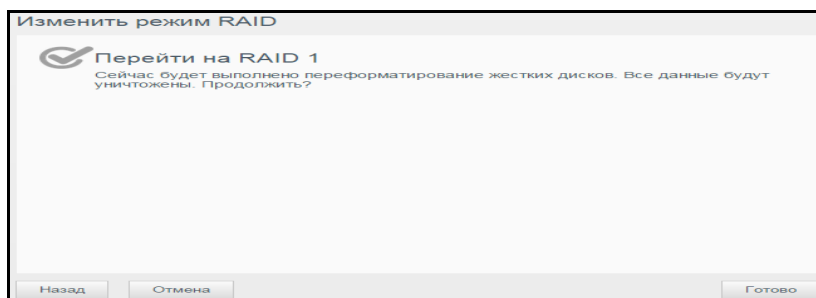 Изменить режим RAID
Перейти на RAID 1
Сейчас будет выполнено переформатирование жестких дисков. Все данные будут
уничтожены. Продолжить?
Назад
Отмена
Готово